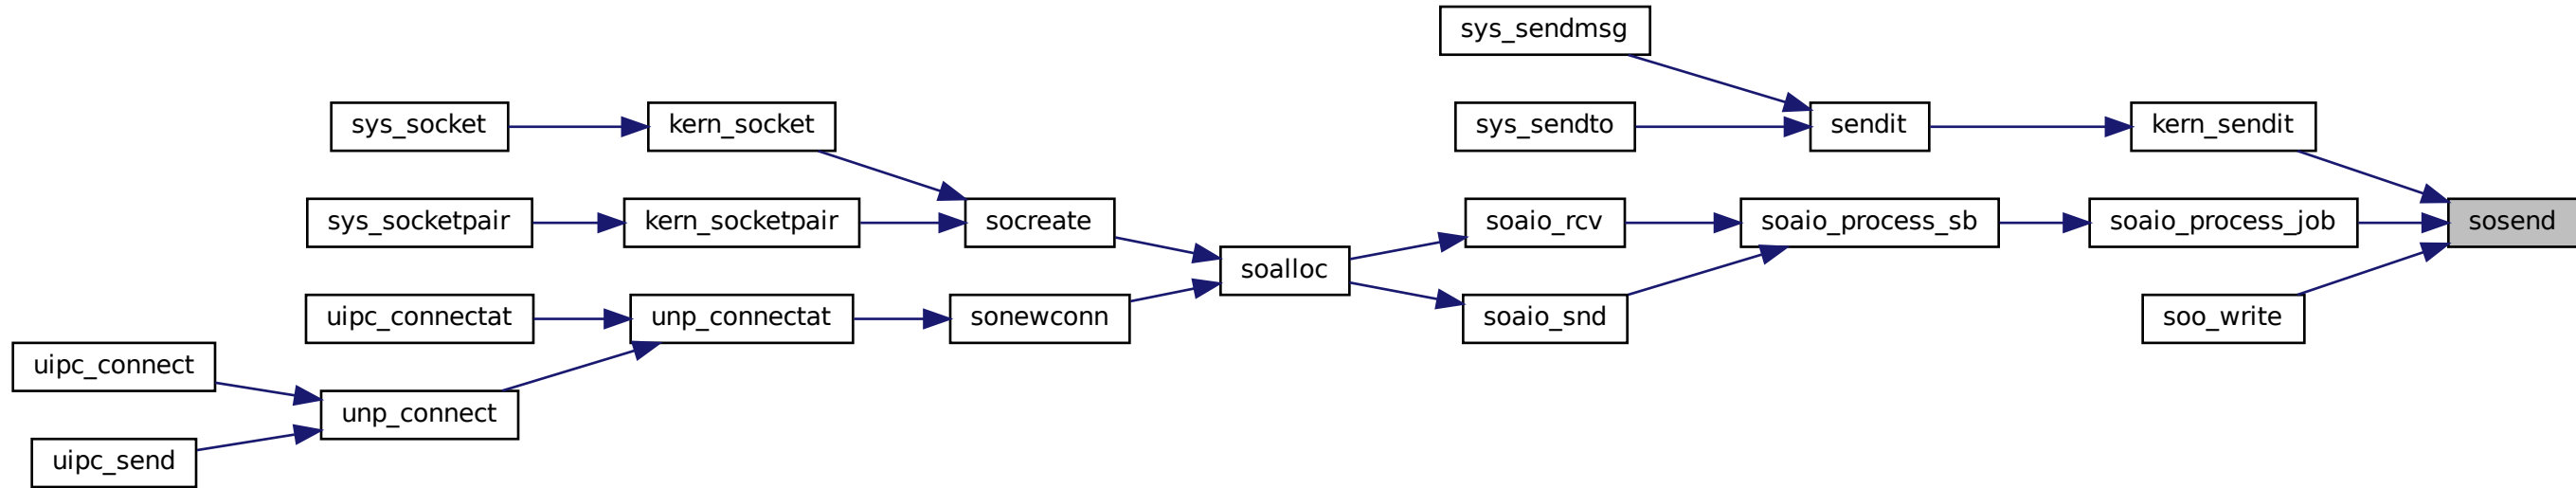 sys_sendmsg
sys_socket
kern_socket
sys_sendto
sendit
kern_sendit
sys_socketpair
kern_socketpair
socreate
soaio_rcv
soaio_process_sb
soaio_process_job
sosend
soalloc
uipc_connectat
unp_connectat
sonewconn
soaio_snd
soo_write
uipc_connect
unp_connect
uipc_send